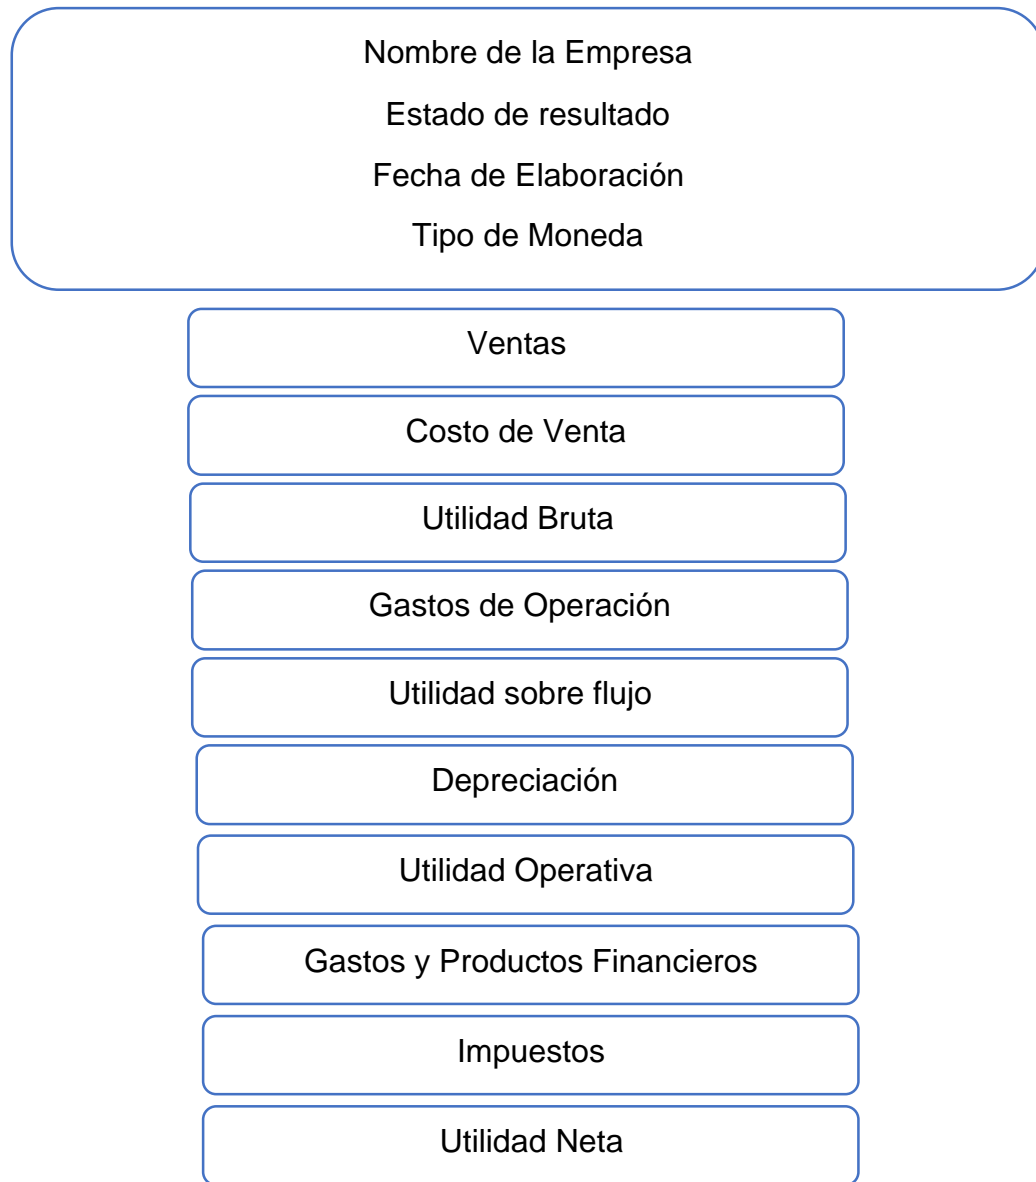 Nombre de la Empresa
Estado de resultado
Fecha de Elaboración
Tipo de Moneda
Ventas
Costo de Venta
Utilidad Bruta
Gastos de Operación
Utilidad sobre flujo
Depreciación
Utilidad Operativa
Gastos y Productos Financieros
Impuestos
Utilidad Neta